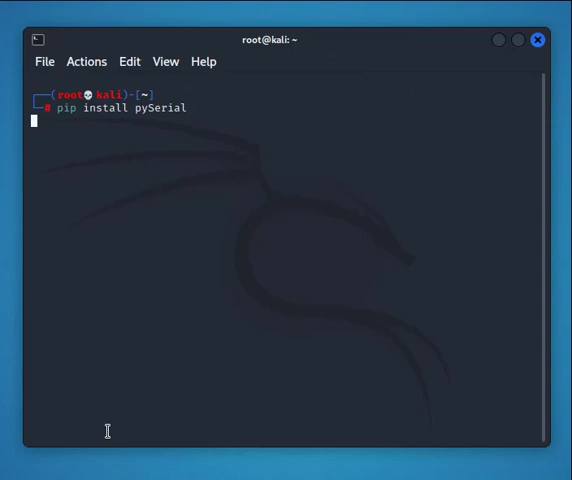 root@kali: ~
File Actions Edit View Help
┌──(root💀kali)-[~]
└─# pip install pySerial